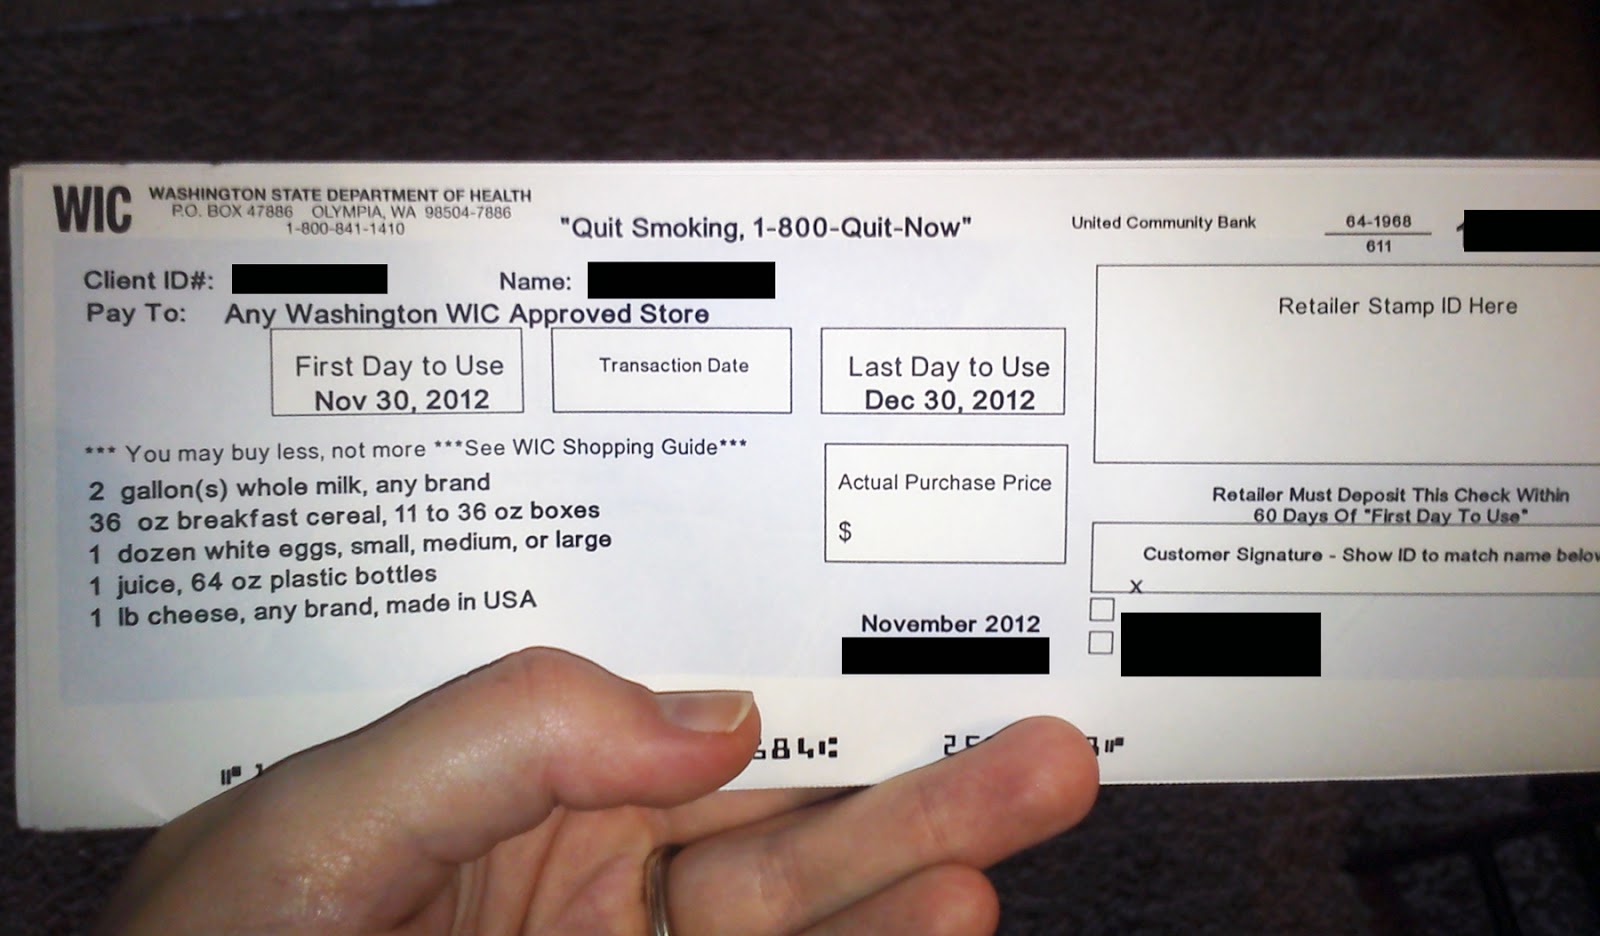 WIC WASHINGTON STATE DEPARTMENT OF HEALTH
P.O. BOX 47886 OLYMPIA, WA 98504-7886
1-800-841-1410
"Quit Smoking, 1-800-Quit-Now"
United Community Bank
64-1968
611
Client ID#: Name:
Pay To: Any Washington WIC Approved Store
First Day to Use
Nov 30, 2012
Transaction Date
Last Day to Use
Dec 30, 2012
Retailer Stamp ID Here
*** You may buy less, not more ***See WIC Shopping Guide***
2 gallon(s) whole milk, any brand
36 oz breakfast cereal, 11 to 36 oz boxes
1 dozen white eggs, small, medium, or large
1 juice, 64 oz plastic bottles
1 lb cheese, any brand, made in USA
Actual Purchase Price
$
Retailer Must Deposit This Check Within
60 Days Of "First Day To Use"
Customer Signature - Show ID to match name
X
November 2012